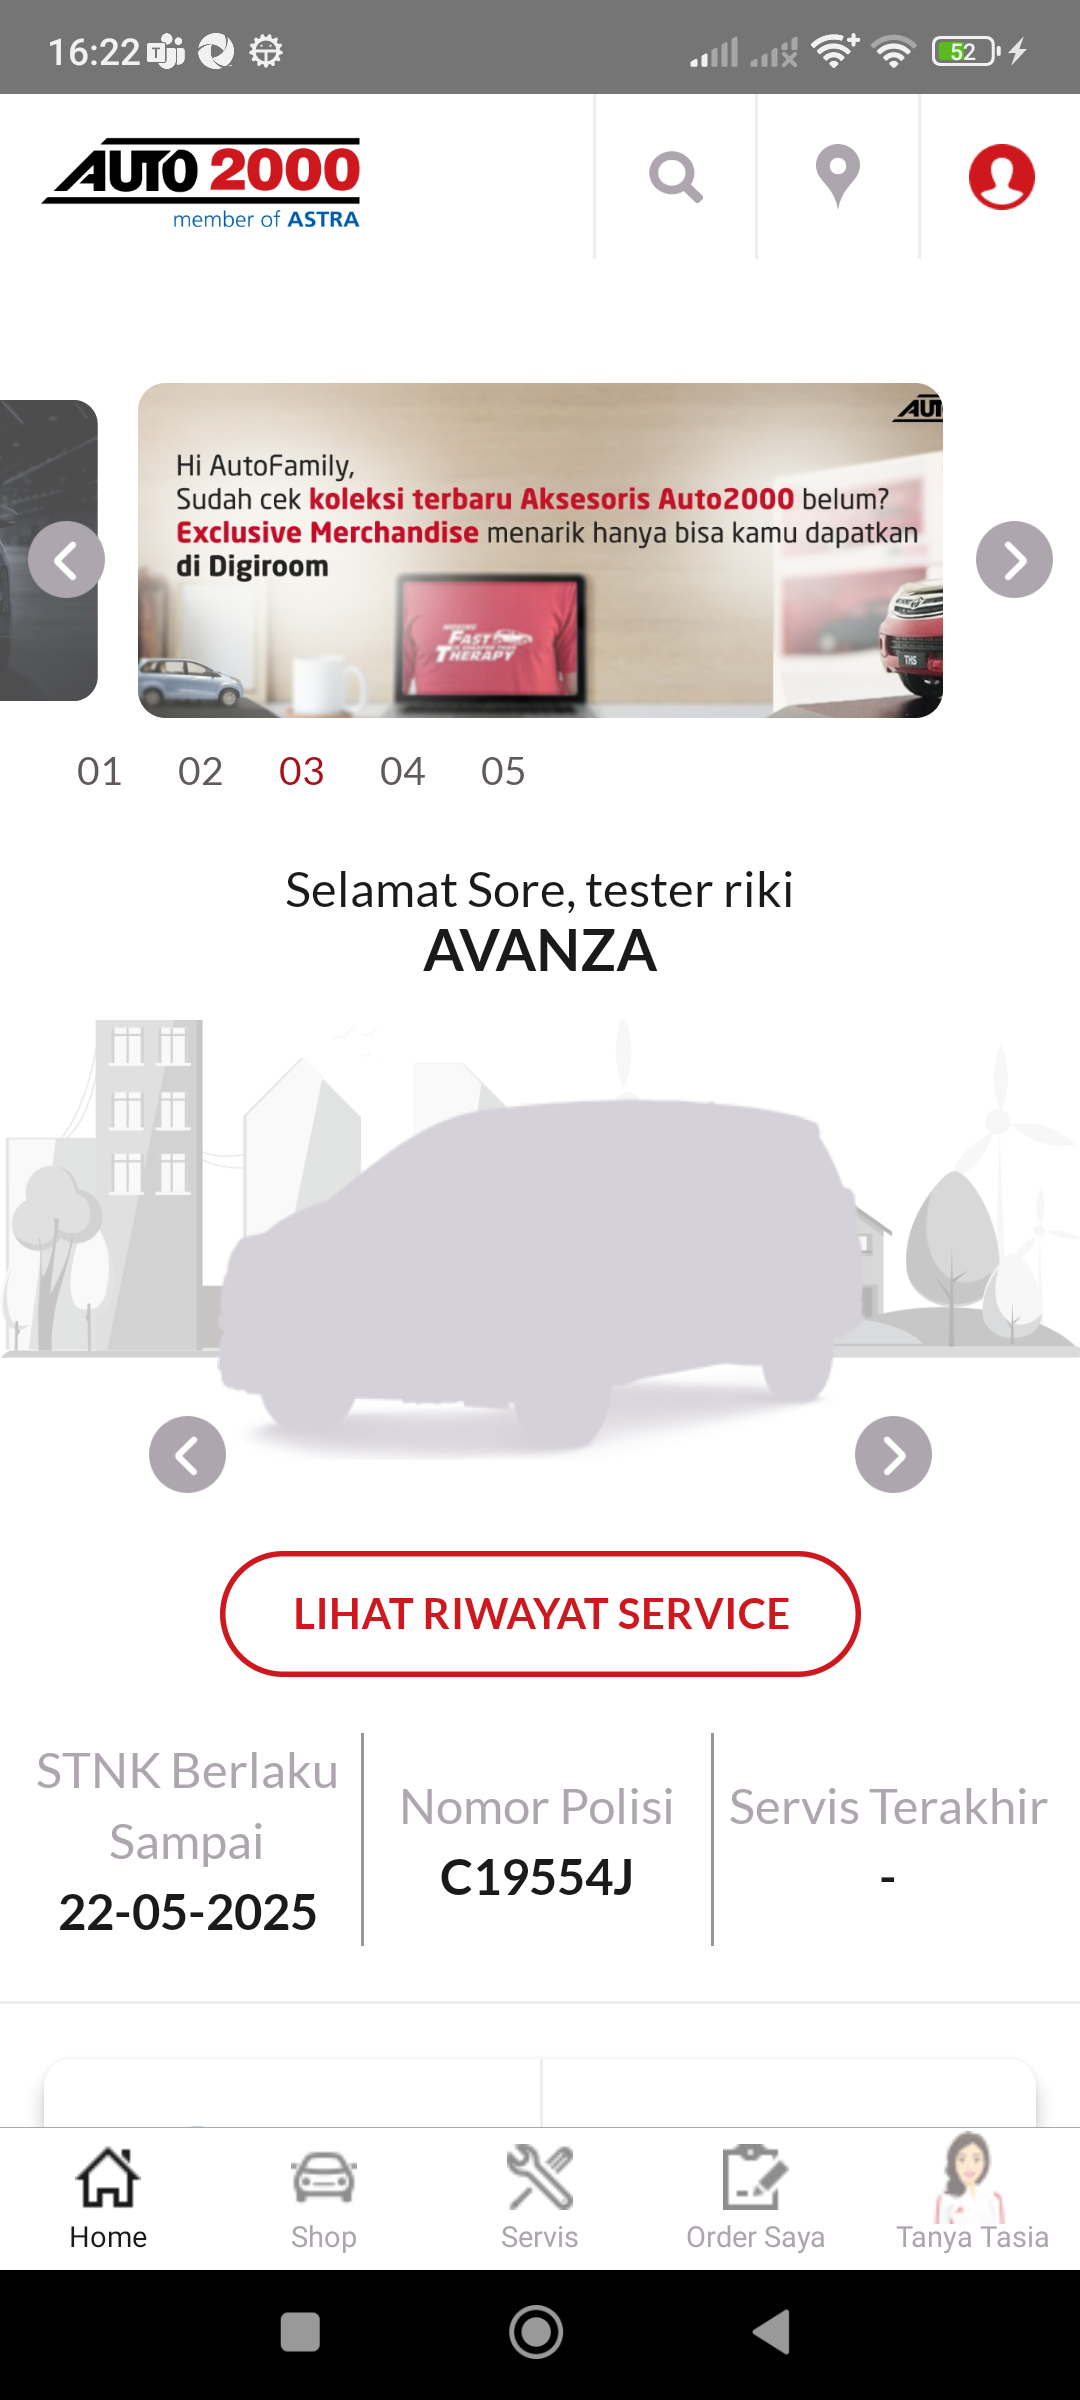 16:22
52
AUTO 2000
member of ASTRA
Hi AutoFamily,
Sudah cek koleksi terbaru Aksesoris Auto2000 belum?
Exclusive Merchandise menarik hanya bisa kamu dapatkan
di Digiroom
FAST
THERAPY
THS
01 02 03 04 05
Selamat Sore, tester riki
AVANZA
LIHAT RIWAYAT SERVICE
STNK Berlaku
Sampai
22-05-2025
Nomor Polisi
C19554J
Servis Terakhir
-
Home
Shop
Servis
Order Saya
Tanya Tasia